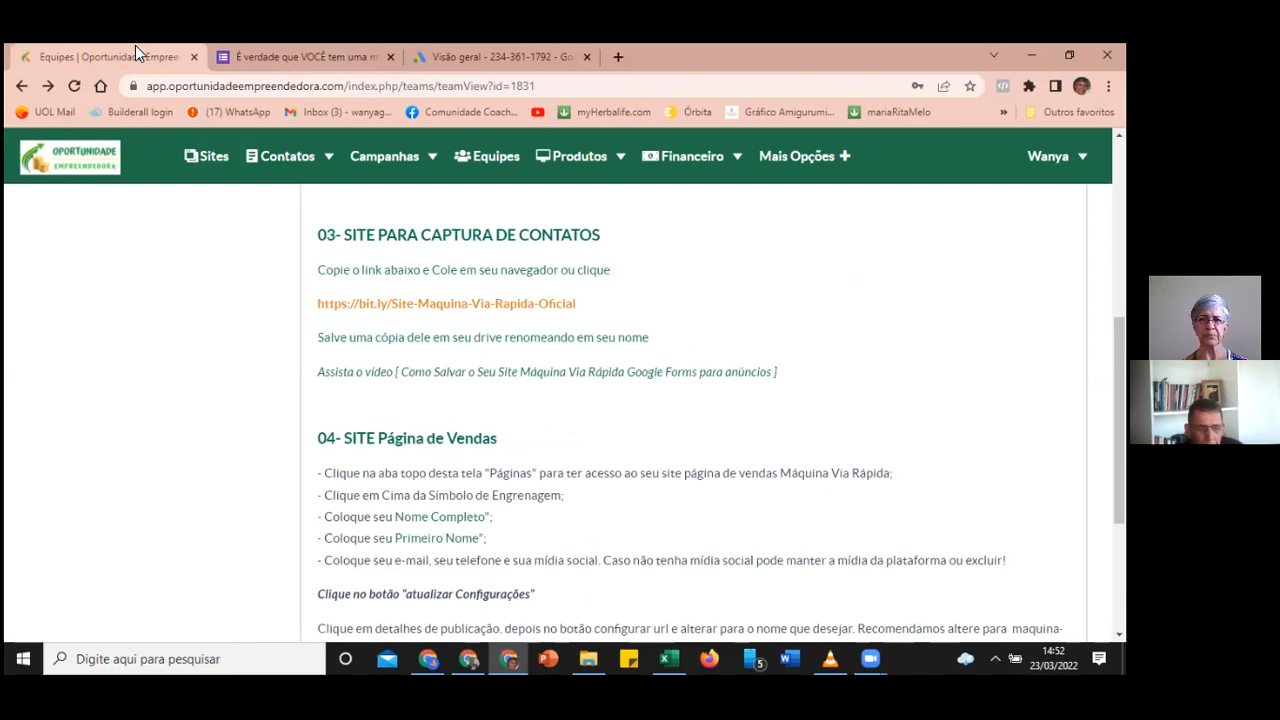 Equipes | Oportunidade Empree
É verdade que VOCÊ tem uma m
Visão geral - 234-361-1792 - Go
app.oportunidadeempreendedora.com/index.php/teams/teamView?id=1831
UOL Mail
Builderall login
(17) WhatsApp
Inbox (3) - wanyag...
Comunidade Coach...
myHerbalife.com
Órbita
Gráfico Amigurumi...
mariaRitaMelo
»
Outros favoritos
OPORTUNIDADE
EMPREENDEDORA
Sites
Contatos
Campanhas
Equipes
Produtos
Financeiro
Mais Opções +
Wanya
03- SITE PARA CAPTURA DE CONTATOS
Copie o link abaixo e Cole em seu navegador ou clique
https://bit.ly/Site-Maquina-Via-Rapida-Oficial
Salve uma cópia dele em seu drive renomeando em seu nome
Assista o vídeo [ Como Salvar o Seu Site Máquina Via Rápida Google Forms para anúncios ]
04- SITE Página de Vendas
- Clique na aba topo desta tela "Páginas" para ter acesso ao seu site página de vendas Máquina Via Rápida;
- Clique em Cima da Símbolo de Engrenagem;
- Coloque seu Nome Completo";
- Coloque seu Primeiro Nome";
- Coloque seu e-mail, seu telefone e sua mídia social. Caso não tenha mídia social pode manter a mídia da plataforma ou excluir!
Clique no botão "atualizar Configurações"
Clique em detalhes de publicação, depois no botão configurar url e alterar para o nome que desejar. Recomendamos altere para maquina-
Digite aqui para pesquisar
5
14:52
23/03/2022